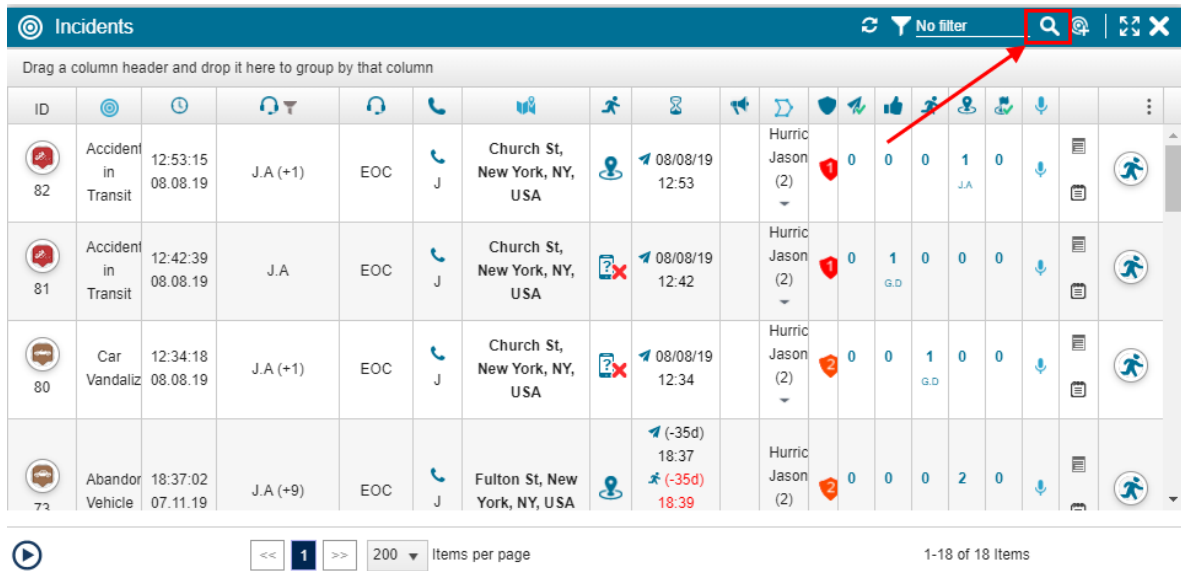 Incidents No filter
Drag a column header and drop it here to group by that column
ID
Accident
in
Transit
12:53:15
08.08.19
J.A (+1)
EOC
J
Church St,
New York, NY,
USA
08/08/19
12:53
Hurric
Jason
(2)
1
0
0
0
1
J.A
0
82
Accident
in
Transit
12:42:39
08.08.19
J.A
EOC
J
Church St,
New York, NY,
USA
08/08/19
12:42
Hurric
Jason
(2)
1
0
1
G.D
0
0
0
81
Car
Vandaliz
12:34:18
08.08.19
J.A (+1)
EOC
J
Church St,
New York, NY,
USA
08/08/19
12:34
Hurric
Jason
(2)
2
0
0
1
G.D
0
0
80
Abandor
Vehicle
18:37:02
07.11.19
J.A (+9)
EOC
J
Fulton St, New
York, NY, USA
(-35d)
18:37
(-35d)
18:39
Hurric
Jason
(2)
2
0
0
0
2
0
73
<< 1 >> 200 Items per page 1-18 of 18 Items